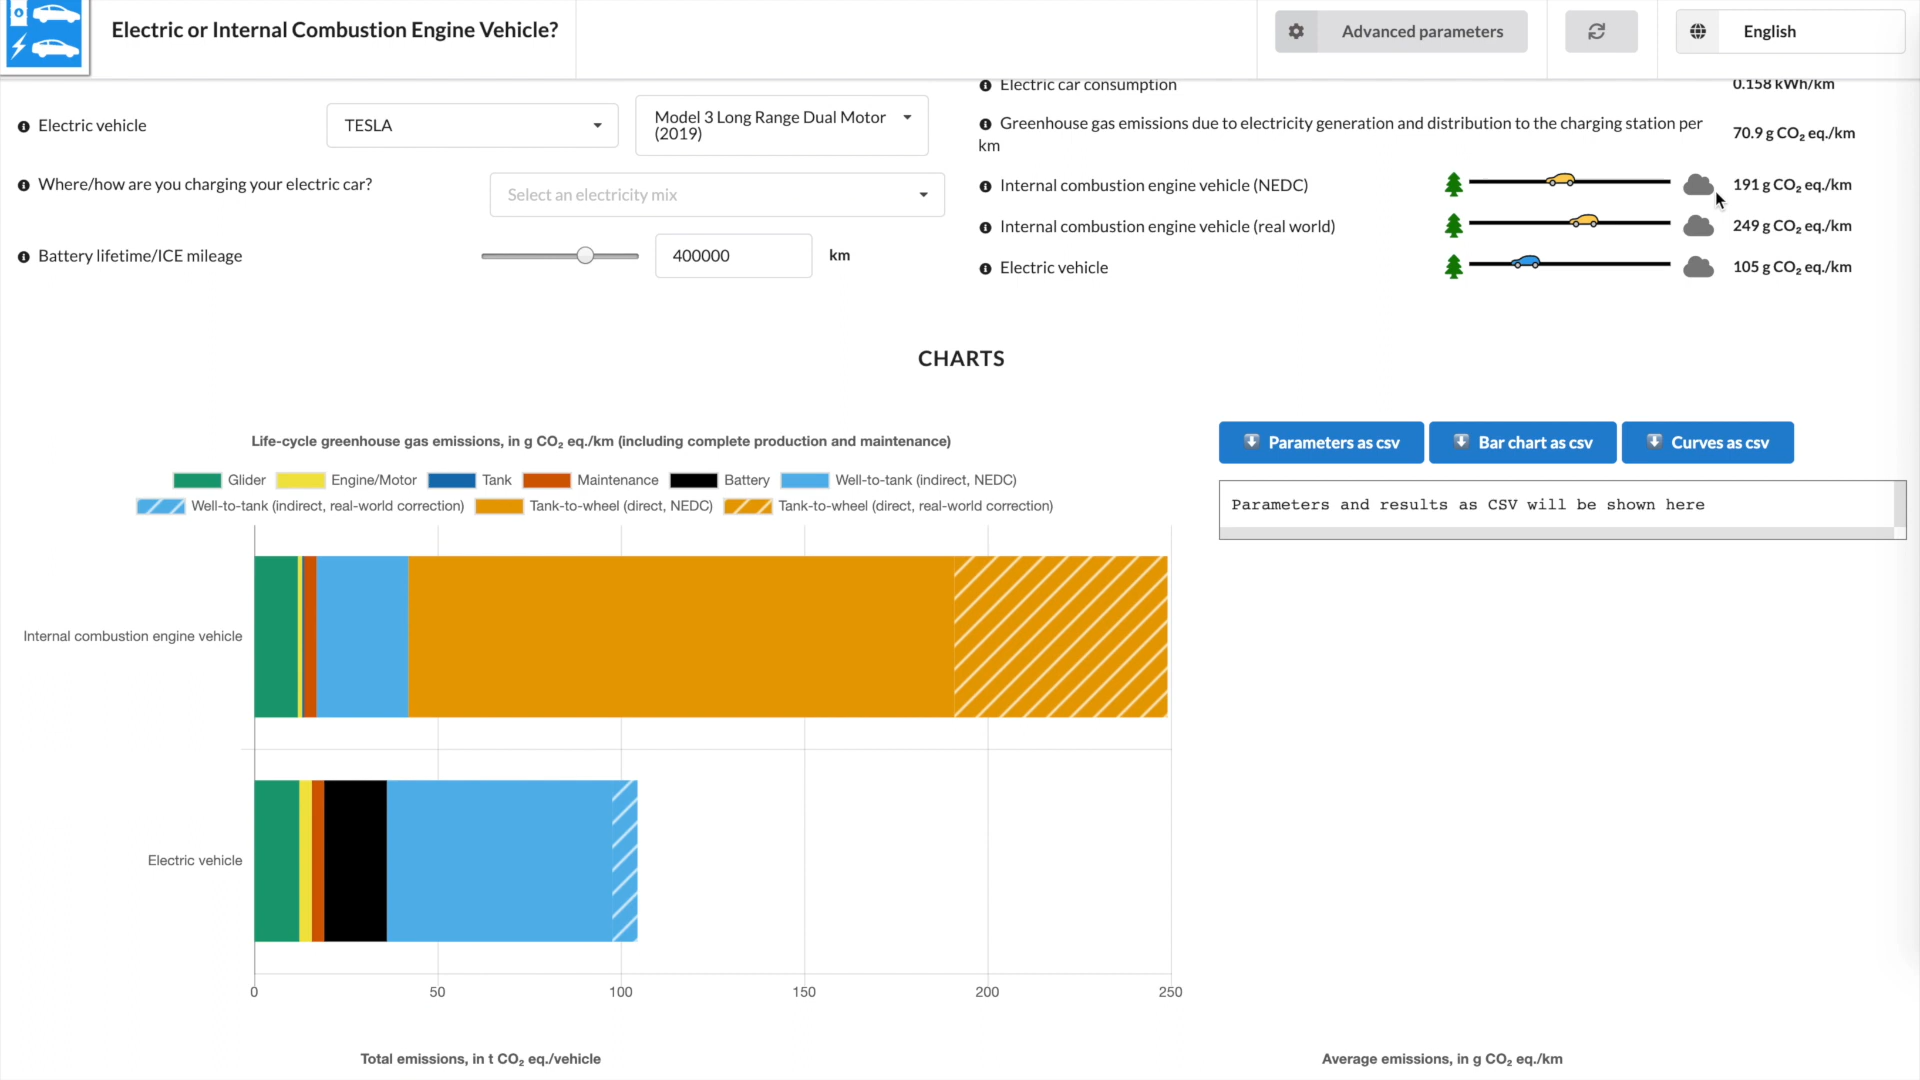 Electric or Internal Combustion Engine Vehicle?
Advanced parameters
English
Electric vehicle
TESLA
Model 3 Long Range Dual Motor
(2019)
Where/how are you charging your electric car?
Select an electricity mix
Battery lifetime/ICE mileage
400000
km
Electric car consumption
0.158 kWh/km
Greenhouse gas emissions due to electricity generation and distribution to the charging station per
km
70.9 g CO₂ eq./km
Internal combustion engine vehicle (NEDC)
191 g CO₂ eq./km
Internal combustion engine vehicle (real world)
249 g CO₂ eq./km
Electric vehicle
105 g CO₂ eq./km
CHARTS
Life-cycle greenhouse gas emissions, in g CO₂ eq./km (including complete production and maintenance)
Glider Engine/Motor Tank Maintenance Battery Well-to-tank (indirect, NEDC)
Well-to-tank (indirect, real-world correction) Tank-to-wheel (direct, NEDC) Tank-to-wheel (direct, real-world correction)
Parameters as csv
Bar chart as csv
Curves as csv
Parameters and results as CSV will be shown here
Internal combustion engine vehicle
Electric vehicle
0 50 100 150 200 250
Total emissions, in t CO₂ eq./vehicle
Average emissions, in g CO₂ eq./km